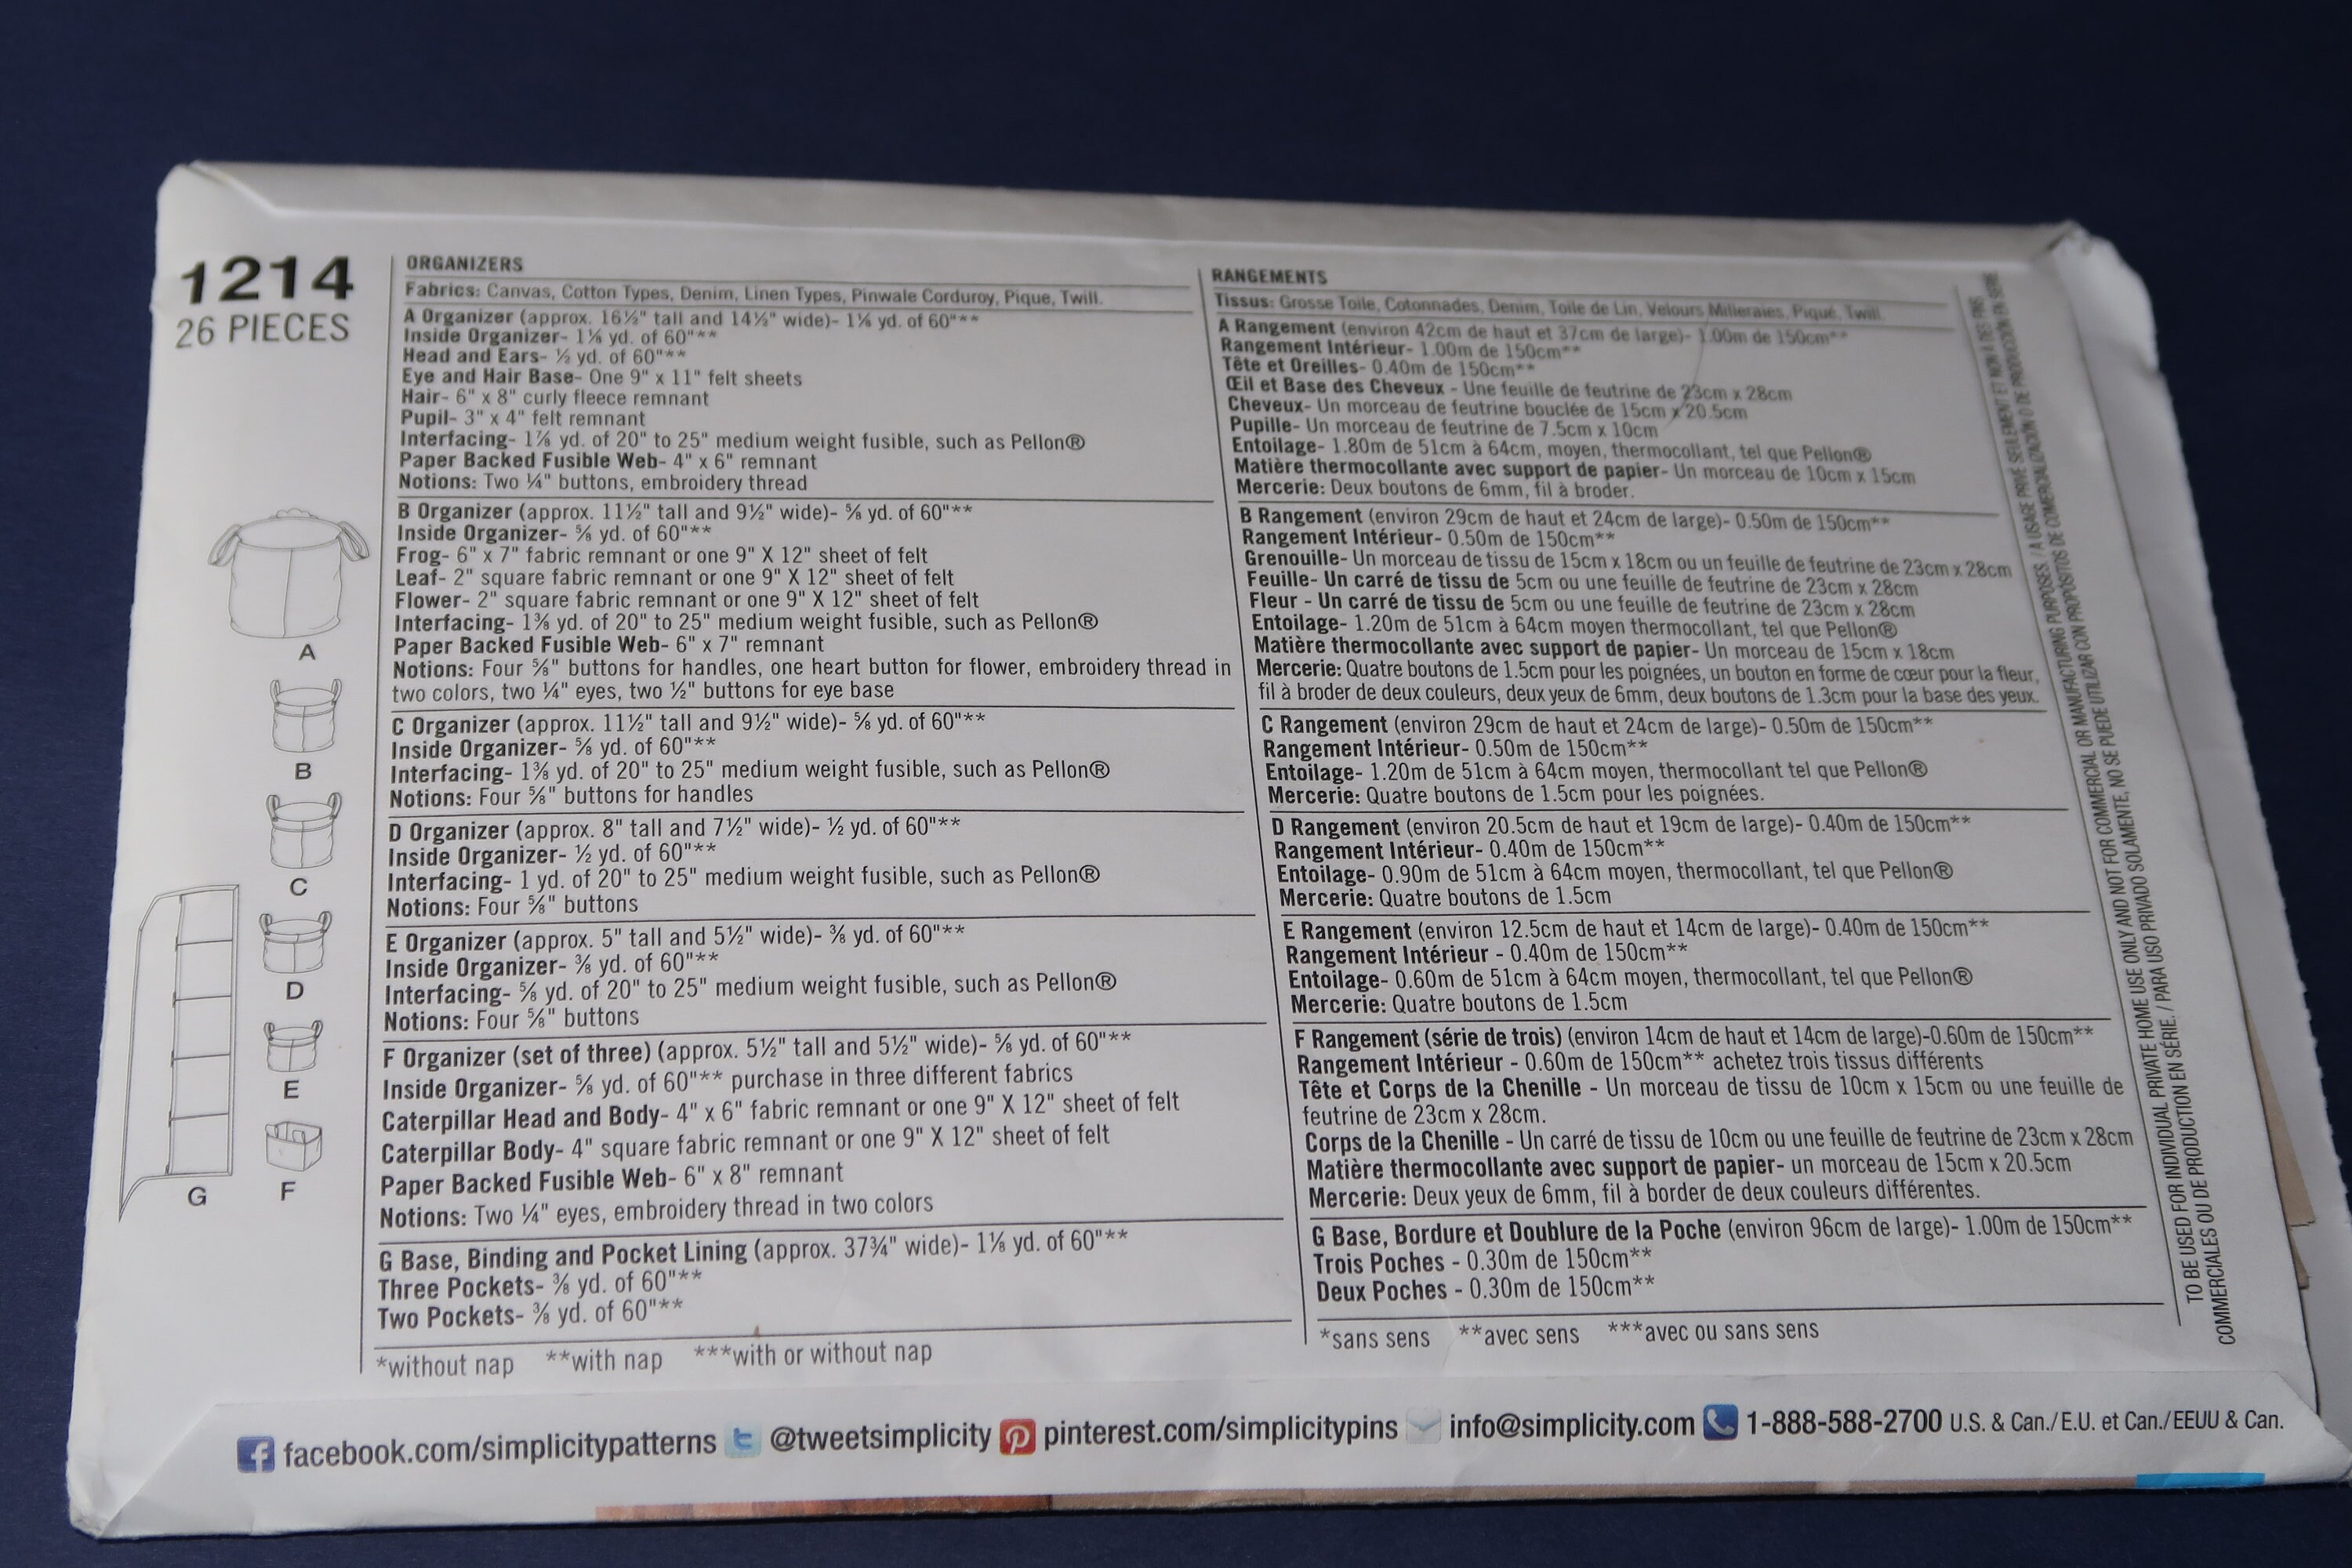 1214
26 PIECES
ORGANIZERS
Fabrics: Canvas, Cotton Types, Denim, Linen Types, Pinwale Corduroy, Pique, Twill.
A Organizer (approx. 16½" tall and 14½" wide)- 1⅛ yd. of 60"**
Inside Organizer- 1⅛ yd. of 60"**
Head and Ears- ½ yd. of 60"**
Eye and Hair Base- One 9" x 11" felt sheets
Hair- 6" x 8" curly fleece remnant
Pupil- 3" x 4" felt remnant
Interfacing- 1⅞ yd. of 20" to 25" medium weight fusible, such as Pellon®
Paper Backed Fusible Web- 4" x 6" remnant
Notions: Two ¼" buttons, embroidery thread
B Organizer (approx. 11½" tall and 9½" wide)- ⅝ yd. of 60"**
Inside Organizer- ⅝ yd. of 60"**
Frog- 6" x 7" fabric remnant or one 9" X 12" sheet of felt
Leaf- 2" square fabric remnant or one 9" X 12" sheet of felt
Flower- 2" square fabric remnant or one 9" X 12" sheet of felt
Interfacing- 1⅜ yd. of 20" to 25" medium weight fusible, such as Pellon®
Paper Backed Fusible Web- 6" x 7" remnant
Notions: Four ⅝" buttons for handles, one heart button for flower, embroidery thread in
two colors, two ¼" eyes, two ½" buttons for eye base
C Organizer (approx. 11½" tall and 9½" wide)- ⅝ yd. of 60"**
Inside Organizer- ⅝ yd. of 60"**
Interfacing- 1⅜ yd. of 20" to 25" medium weight fusible, such as Pellon®
Notions: Four ⅝" buttons for handles
D Organizer (approx. 8" tall and 7½" wide)- ½ yd. of 60"**
Inside Organizer- ½ yd. of 60"**
Interfacing- 1 yd. of 20" to 25" medium weight fusible, such as Pellon®
Notions: Four ⅝" buttons
E Organizer (approx. 5" tall and 5½" wide)- ⅜ yd. of 60"**
Inside Organizer- ⅜ yd. of 60"**
Interfacing- ⅝ yd. of 20" to 25" medium weight fusible, such as Pellon®
Notions: Four ⅝" buttons
F Organizer (set of three) (approx. 5½" tall and 5½" wide)- ⅝ yd. of 60"**
Inside Organizer- ⅝ yd. of 60"** purchase in three different fabrics
Caterpillar Head and Body- 4" x 6" fabric remnant or one 9" X 12" sheet of felt
Caterpillar Body- 4" square fabric remnant or one 9" X 12" sheet of felt
Paper Backed Fusible Web- 6" x 8" remnant
Notions: Two ¼" eyes, embroidery thread in two colors
G Base, Binding and Pocket Lining (approx. 37¾" wide)- 1⅛ yd. of 60"**
Three Pockets- ⅜ yd. of 60"**
Two Pockets- ⅜ yd. of 60"**
*without nap **with nap ***with or without nap
A
B
C
D
E
F
G
RANGEMENTS
Tissus: Grosse Toile, Cotonnades, Denim, Toile de Lin, Velours Milleraies, Piqué, Twill.
A Rangement (environ 42cm de haut et 37cm de large)- 1.00m de 150cm**
Rangement Intérieur- 1.00m de 150cm**
Tête et Oreilles- 0.40m de 150cm**
Œil et Base des Cheveux - Une feuille de feutrine de 23cm x 28cm
Cheveux- Un morceau de feutrine bouclée de 15cm x 20.5cm
Pupille- Un morceau de feutrine de 7.5cm x 10cm
Entoilage- 1.80m de 51cm à 64cm, moyen, thermocollant, tel que Pellon®
Matière thermocollante avec support de papier- Un morceau de 10cm x 15cm
Mercerie: Deux boutons de 6mm, fil à broder.
B Rangement (environ 29cm de haut et 24cm de large)- 0.50m de 150cm**
Rangement Intérieur- 0.50m de 150cm**
Grenouille- Un morceau de tissu de 15cm x 18cm ou un feuille de feutrine de 23cm x 28cm
Feuille- Un carré de tissu de 5cm ou une feuille de feutrine de 23cm x 28cm
Fleur - Un carré de tissu de 5cm ou une feuille de feutrine de 23cm x 28cm
Entoilage- 1.20m de 51cm à 64cm moyen thermocollant, tel que Pellon®
Matière thermocollante avec support de papier- Un morceau de 15cm x 18cm
Mercerie: Quatre boutons de 1.5cm pour les poignées, un bouton en forme de cœur pour la fleur,
fil à broder de deux couleurs, deux yeux de 6mm, deux boutons de 1.3cm pour la base des yeux.
C Rangement (environ 29cm de haut et 24cm de large)- 0.50m de 150cm**
Rangement Intérieur- 0.50m de 150cm**
Entoilage- 1.20m de 51cm à 64cm moyen, thermocollant tel que Pellon®
Mercerie: Quatre boutons de 1.5cm pour les poignées.
D Rangement (environ 20.5cm de haut et 19cm de large)- 0.40m de 150cm**
Rangement Intérieur- 0.40m de 150cm**
Entoilage- 0.90m de 51cm à 64cm moyen, thermocollant, tel que Pellon®
Mercerie: Quatre boutons de 1.5cm
E Rangement (environ 12.5cm de haut et 14cm de large)- 0.40m de 150cm**
Rangement Intérieur - 0.40m de 150cm**
Entoilage- 0.60m de 51cm à 64cm moyen, thermocollant, tel que Pellon®
Mercerie: Quatre boutons de 1.5cm
F Rangement (série de trois) (environ 14cm de haut et 14cm de large)-0.60m de 150cm**
Rangement Intérieur - 0.60m de 150cm** achetez trois tissus différents
Tête et Corps de la Chenille - Un morceau de tissu de 10cm x 15cm ou une feuille de
feutrine de 23cm x 28cm.
Corps de la Chenille - Un carré de tissu de 10cm ou une feuille de feutrine de 23cm x 28cm
Matière thermocollante avec support de papier- un morceau de 15cm x 20.5cm
Mercerie: Deux yeux de 6mm, fil à border de deux couleurs différentes.
G Base, Bordure et Doublure de la Poche (environ 96cm de large)- 1.00m de 150cm**
Trois Poches - 0.30m de 150cm**
Deux Poches - 0.30m de 150cm**
*sans sens **avec sens ***avec ou sans sens
TO BE USED FOR INDIVIDUAL PRIVATE HOME USE ONLY AND NOT FOR COMMERCIAL OR MANUFACTURING PURPOSES. / A USAGE PRIVÉ SEULEMENT ET NON À DES FINS
COMMERCIALES OU DE PRODUCTION EN SÉRIE. / PARA USO PRIVADO SOLAMENTE, NO SE PUEDE UTILIZAR CON PROPÓSITOS DE COMERCIALIZACIÓN O DE PRODUCCIÓN EN SERIE
facebook.com/simplicitypatterns @tweetsimplicity pinterest.com/simplicitypins info@simplicity.com 1-888-588-2700 U.S. & Can./E.U. et Can./EEUU & Can.